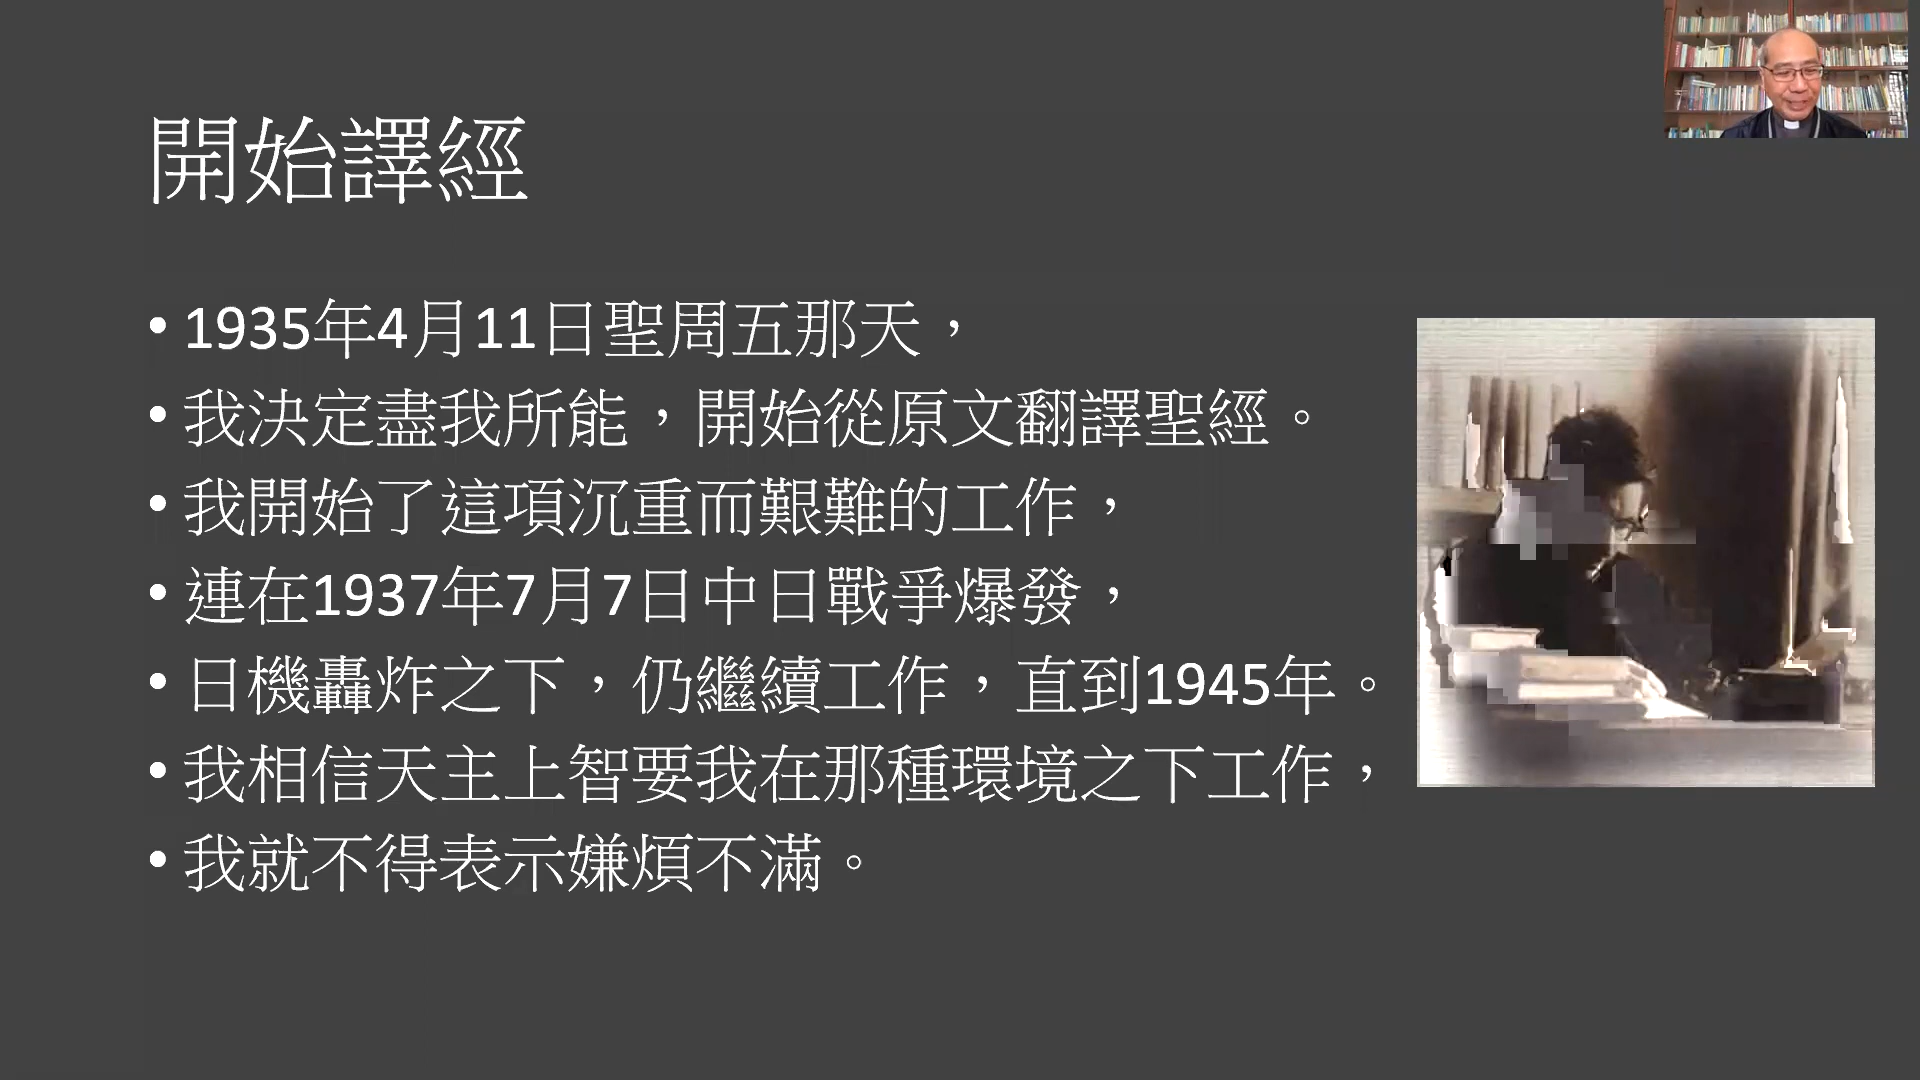 開始譯經
• 1935年4月11日聖周五那天，
• 我決定盡我所能，開始從原文翻譯聖經。
• 我開始了這項沉重而艱難的工作，
• 連在1937年7月7日中日戰爭爆發，
• 日機轟炸之下，仍繼續工作，直到1945年。
• 我相信天主上智要我在那種環境之下工作，
• 我就不得表示嫌煩不滿。